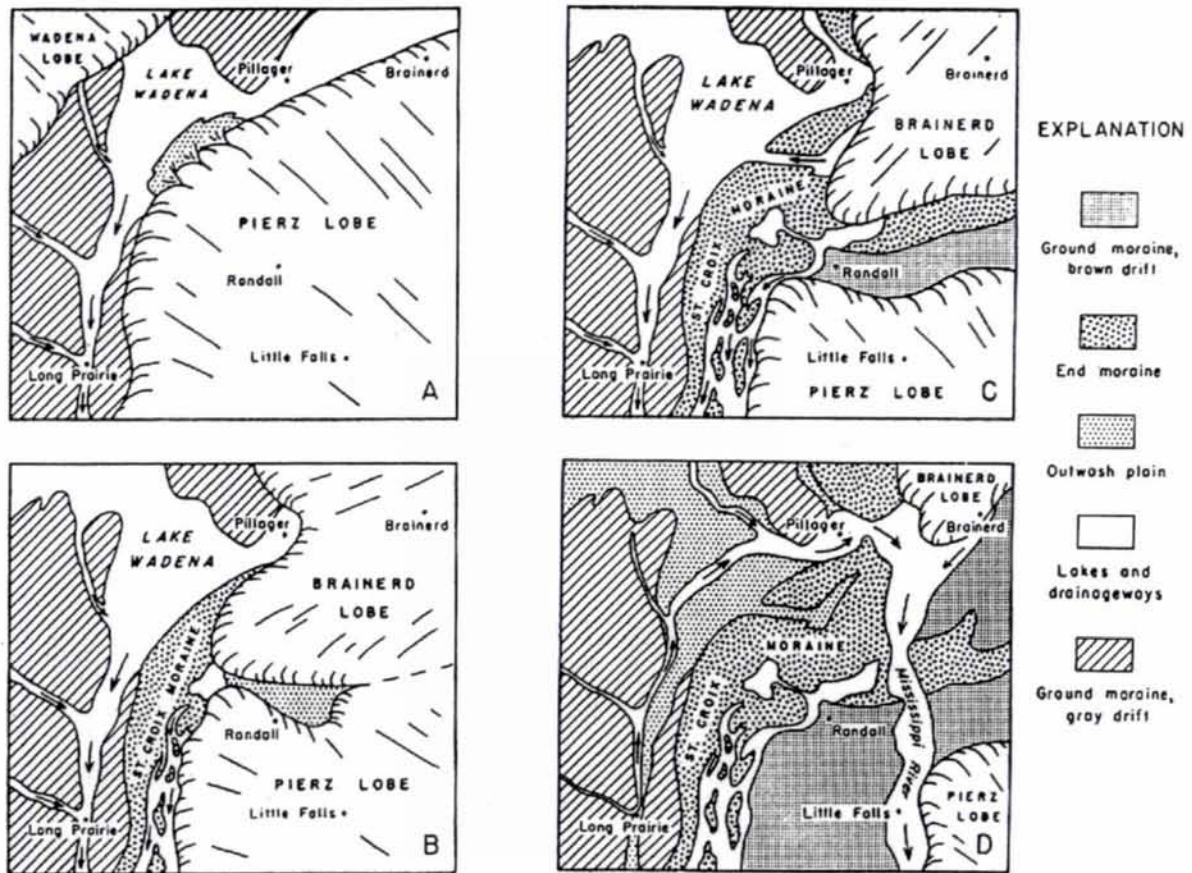 WADENA
LOBE
LAKE
WADENA
Pillager
Brainerd
PIERZ LOBE
Randall
Little Falls
Long Prairie
A
LAKE
WADENA
Pillager
Brainerd
BRAINERD
LOBE
ST. CROIX MORAINE
Randall
Little Falls
Long Prairie
PIERZ LOBE
C
EXPLANATION
Ground moraine,
brown drift
End moraine
Outwash plain
Lakes and
drainageways
Ground moraine,
gray drift
LAKE
WADENA
Pillager
Brainerd
BRAINERD
LOBE
ST. CROIX MORAINE
Randall
PIERZ LOBE
Little Falls
Long Prairie
B
BRAINERD
LOBE
Pillager
Brainerd
ST. CROIX MORAINE
Randall
Mississippi River
Little Falls
Long Prairie
PIERZ
LOBE
D